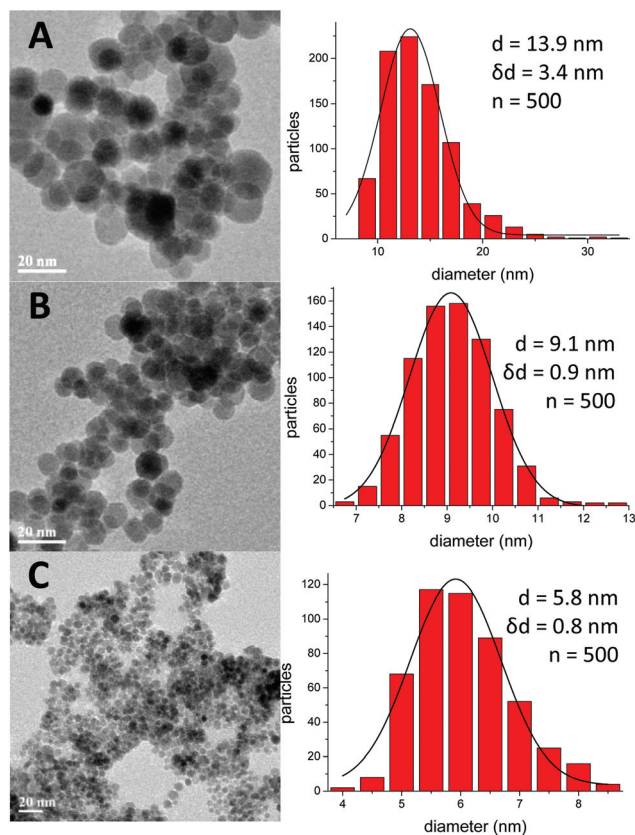 A
20 nm
200
150
100
50
0
particles
d = 13.9 nm
δd = 3.4 nm
n = 500
10
20
30
diameter (nm)
B
20 nm
160
140
120
100
80
60
40
20
0
particles
d = 9.1 nm
δd = 0.9 nm
n = 500
7
8
9
10
11
12
13
diameter (nm)
C
20 nm
120
100
80
60
40
20
0
particles
d = 5.8 nm
δd = 0.8 nm
n = 500
4
5
6
7
8
diameter (nm)